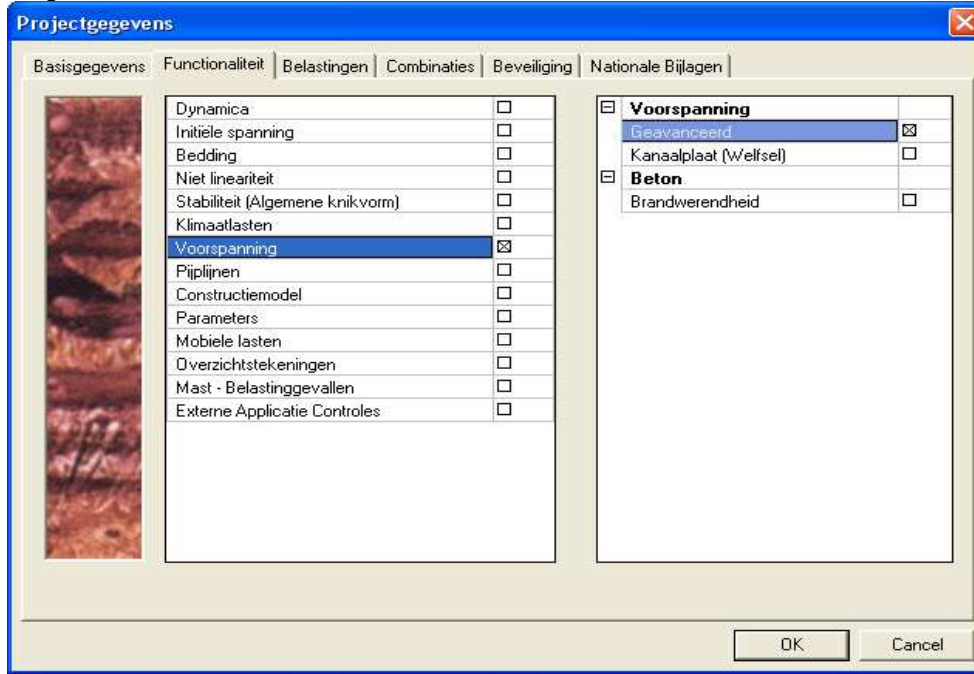 Projectgegevens
Basisgegevens Functionaliteit Belastingen Combinaties Beveiliging Nationale Bijlagen
Dynamica
Initiële spanning
Bedding
Niet lineariteit
Stabiliteit (Algemene knikvorm)
Klimaatlasten
Voorspanning
Pijplijnen
Constructiemodel
Parameters
Mobiele lasten
Overzichtstekeningen
Mast - Belastinggevallen
Externe Applicatie Controles
Voorspanning
Geavanceerd
Kanaalplaat (Welfsel)
Beton
Brandwerendheid
OK Cancel